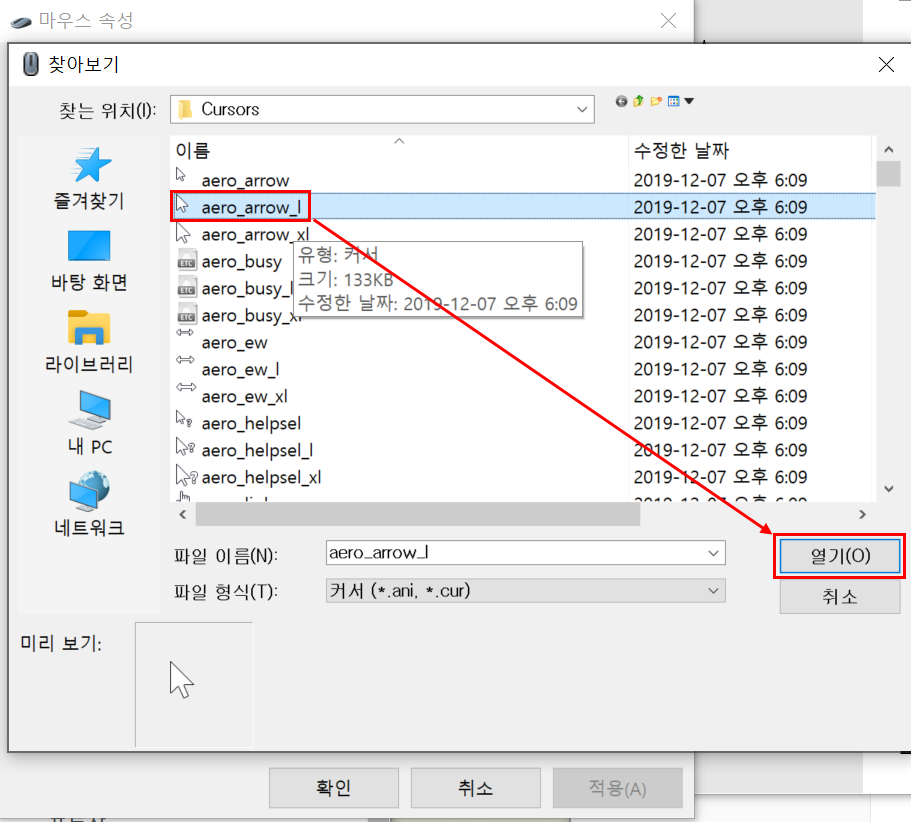 마우스 속성
찾아보기
찾는 위치(I): Cursors
이름 수정한 날짜
aero_arrow 2019-12-07 오후 6:09
aero_arrow_l 2019-12-07 오후 6:09
aero_arrow_xl 2019-12-07 오후 6:09
aero_busy
aero_busy_l
aero_busy_xl
유형: 커서
크기: 133KB
수정한 날짜: 2019-12-07 오후 6:09
2019-12-07 오후 6:09
2019-12-07 오후 6:09
2019-12-07 오후 6:09
aero_ew 2019-12-07 오후 6:09
aero_ew_l 2019-12-07 오후 6:09
aero_ew_xl 2019-12-07 오후 6:09
aero_helpsel 2019-12-07 오후 6:09
aero_helpsel_l 2019-12-07 오후 6:09
aero_helpsel_xl 2019-12-07 오후 6:09
즐겨찾기
바탕 화면
라이브러리
내 PC
네트워크
파일 이름(N): aero_arrow_l 열기(O)
파일 형식(T): 커서 (*.ani, *.cur) 취소
미리 보기:
확인 취소 적용(A)